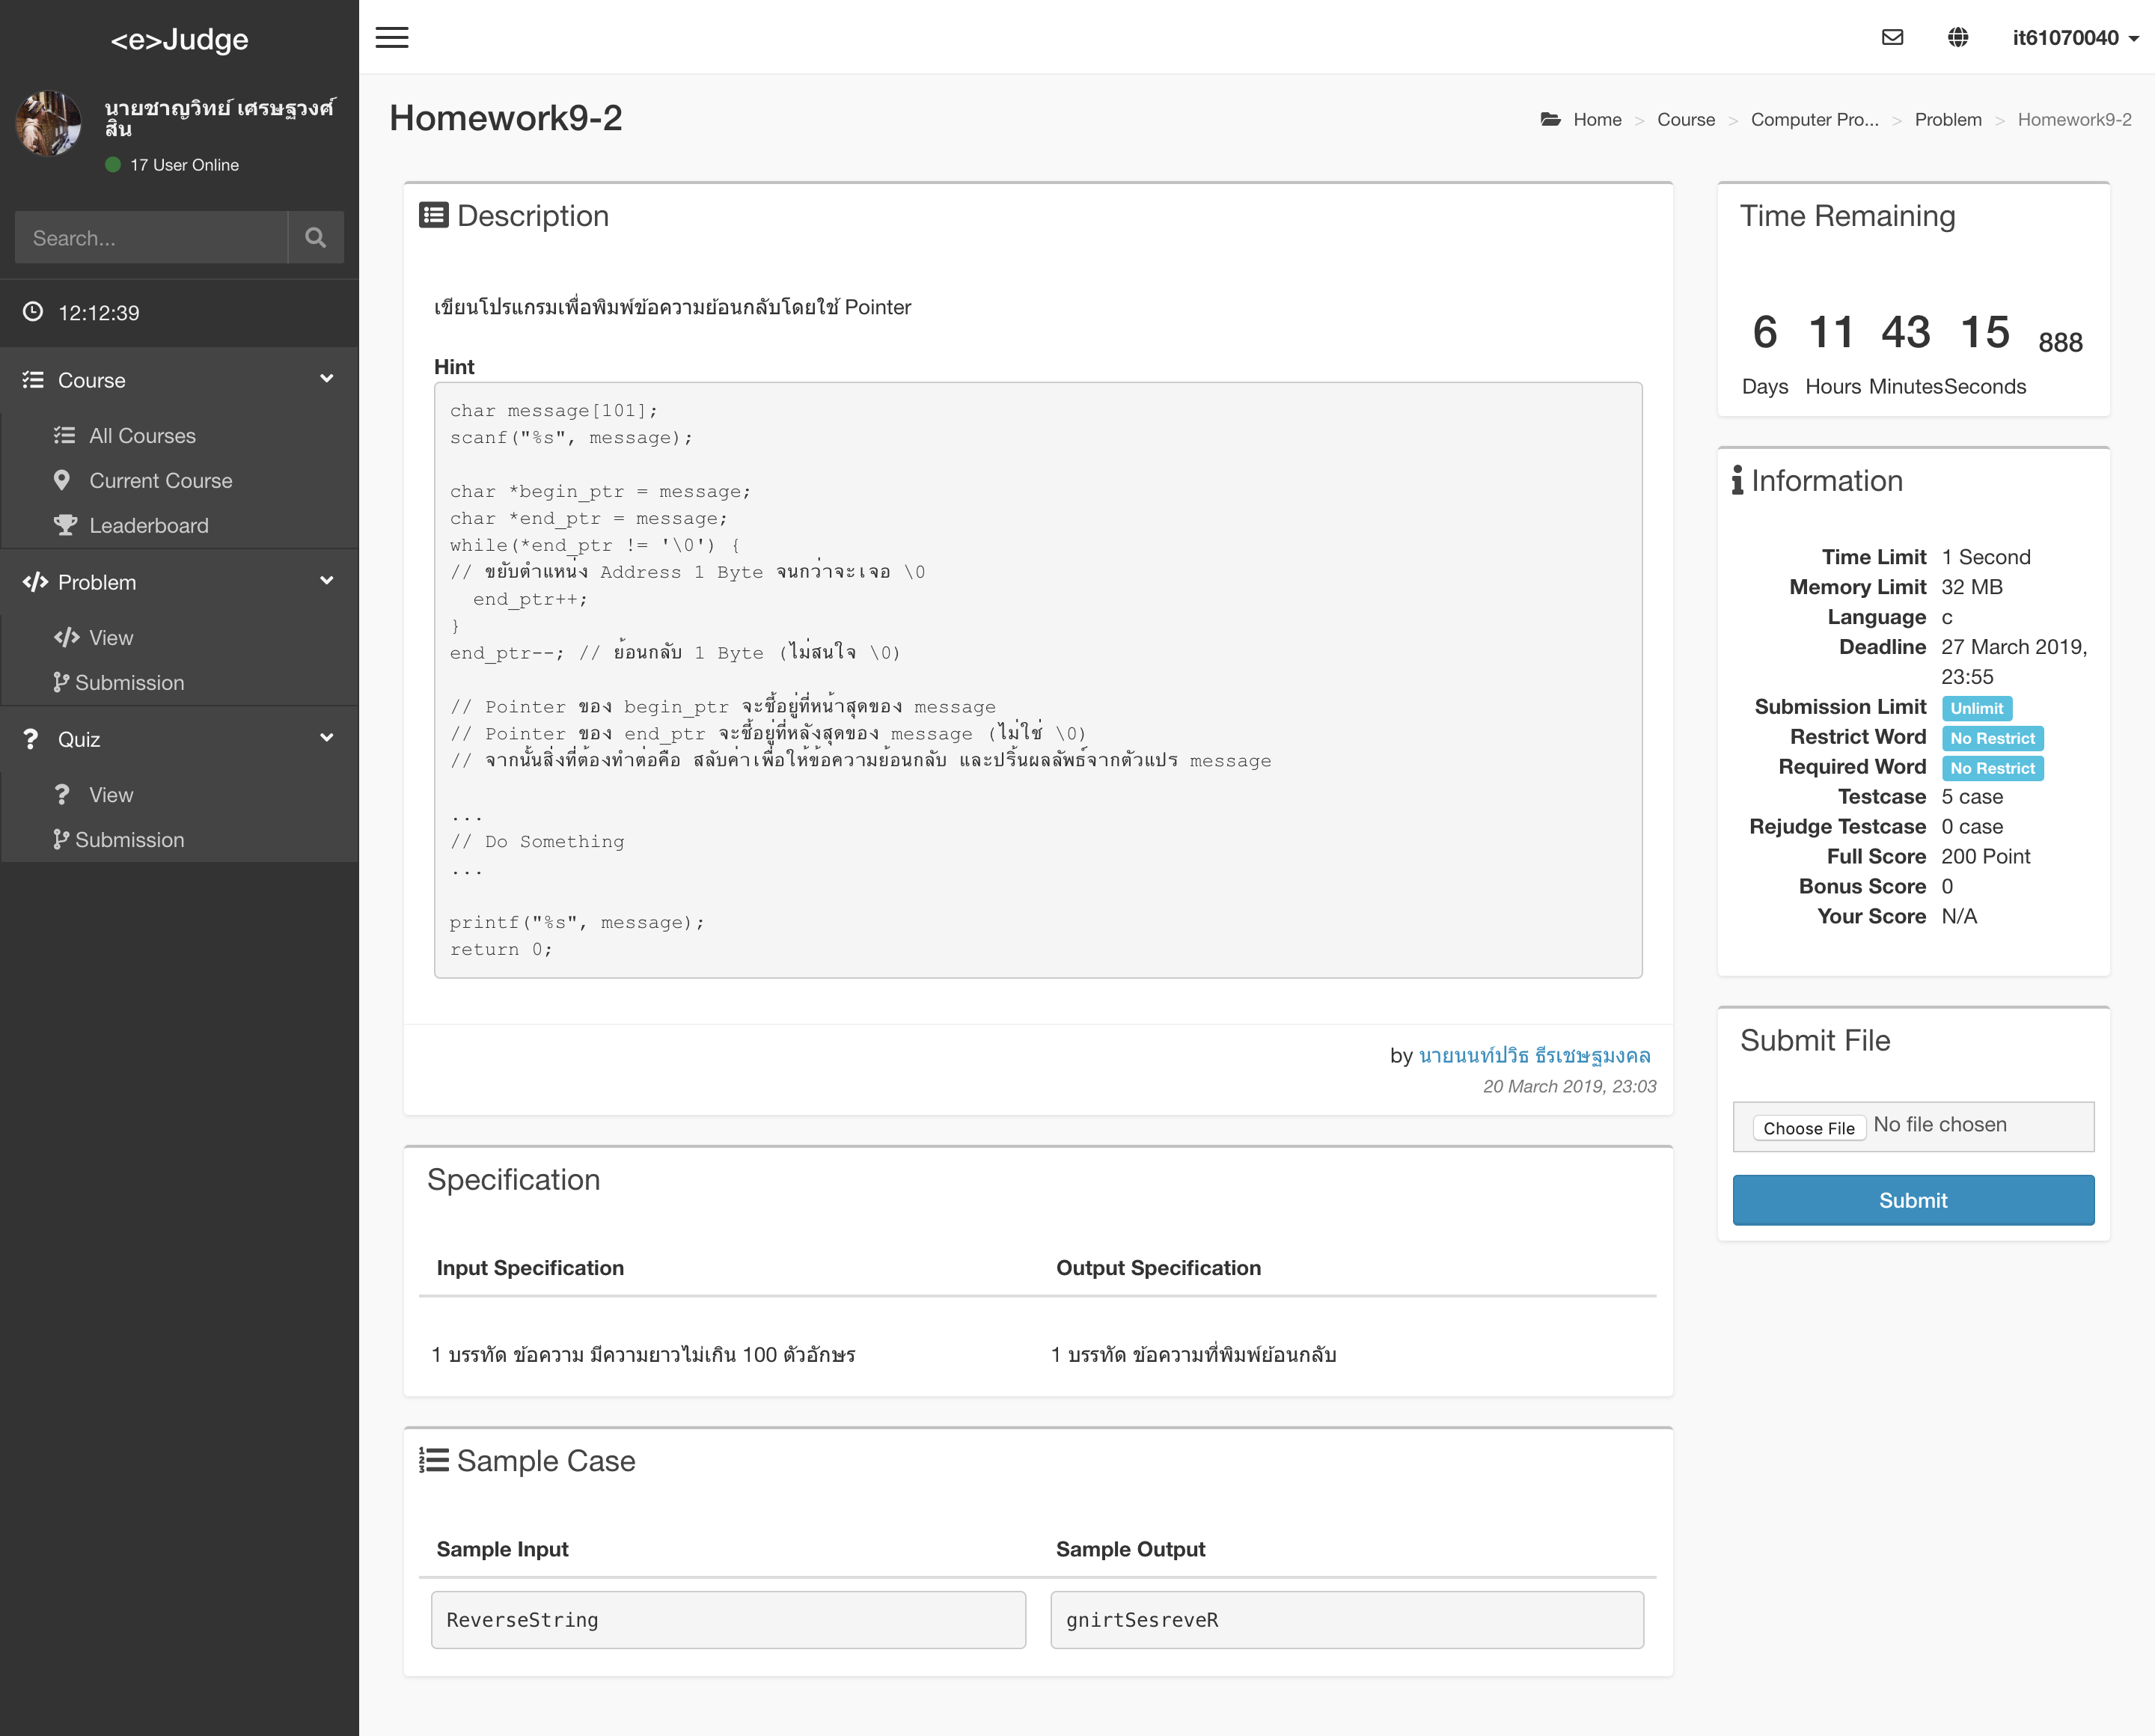 <e>Judge
นายชาญวิทย์ เศรษฐวงศ์
สิน
17 User Online
Search...
12:12:39
Course
All Courses
Current Course
Leaderboard
Problem
View
Submission
Quiz
View
Submission
it61070040
Homework9-2
Home > Course > Computer Pro... > Problem > Homework9-2
Description
เขียนโปรแกรมเพื่อพิมพ์ข้อความย้อนกลับโดยใช้ Pointer
Hint
char message[101];
scanf("%s", message);
char *begin_ptr = message;
char *end_ptr = message;
while(*end_ptr != '\0') {
// ขยับตำแหน่ง Address 1 Byte จนกว่าจะเจอ \0
  end_ptr++;
}
end_ptr--; // ย้อนกลับ 1 Byte (ไม่สนใจ \0)
// Pointer ของ begin_ptr จะชี้อยู่ที่หน้าสุดของ message
// Pointer ของ end_ptr จะชี้อยู่ที่หลังสุดของ message (ไม่ใช่ \0)
// จากนั้นสิ่งที่ต้องทำต่อคือ สลับค่าเพื่อให้ข้อความย้อนกลับ และปริ้นผลลัพธ์จากตัวแปร message
...
// Do Something
...
printf("%s", message);
return 0;
by นายนนท์ปวิธ ธีรเชษฐมงคล
20 March 2019, 23:03
Specification
Input Specification Output Specification
1 บรรทัด ข้อความ มีความยาวไม่เกิน 100 ตัวอักษร 1 บรรทัด ข้อความที่พิมพ์ย้อนกลับ
Sample Case
Sample Input Sample Output
ReverseString gnirtSesreveR
Time Remaining
6 11 43 15 888
Days Hours Minutes Seconds
Information
Time Limit 1 Second
Memory Limit 32 MB
Language c
Deadline 27 March 2019,
23:55
Submission Limit Unlimit
Restrict Word No Restrict
Required Word No Restrict
Testcase 5 case
Rejudge Testcase 0 case
Full Score 200 Point
Bonus Score 0
Your Score N/A
Submit File
Choose File No file chosen
Submit